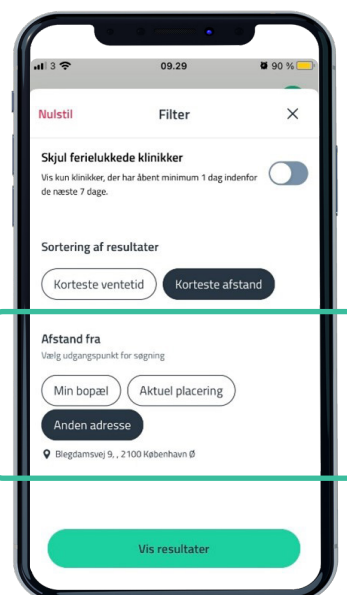 3 09.29 90 %
Nulstil Filter
Skjul ferielukkede klinikker
Vis kun klinikker, der har åbent minimum 1 dag indenfor
de næste 7 dage.
Sortering af resultater
Korteste ventetid Korteste afstand
Afstand fra
Vælg udgangspunkt for søgning
Min bopæl Aktuel placering
Anden adresse
Blegdamsvej 9, , 2100 København Ø
Vis resultater